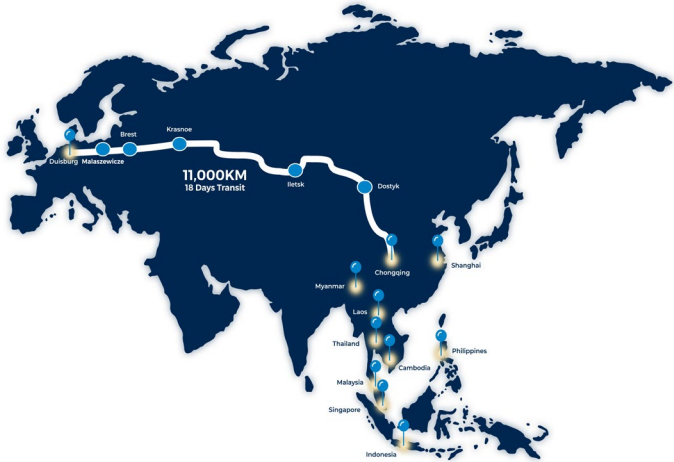 Krasnoe
Brest
Duisburg
Malaszewicze
11,000KM
18 Days Transit
Iletsk
Dostyk
Chongqing
Shanghai
Myanmar
Laos
Thailand
Philippines
Cambodia
Malaysia
Singapore
Indonesia